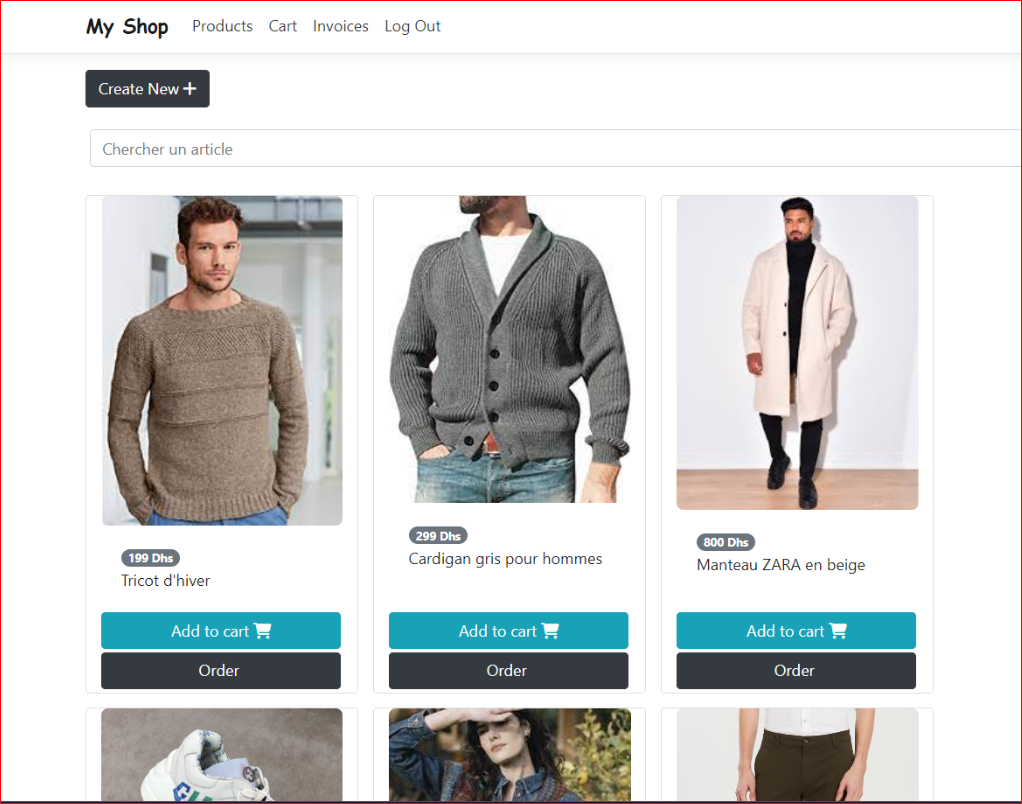 My Shop Products Cart Invoices Log Out
Create New
Chercher un article
199 Dhs
Tricot d'hiver
Add to cart
Order
299 Dhs
Cardigan gris pour hommes
Add to cart
Order
800 Dhs
Manteau ZARA en beige
Add to cart
Order